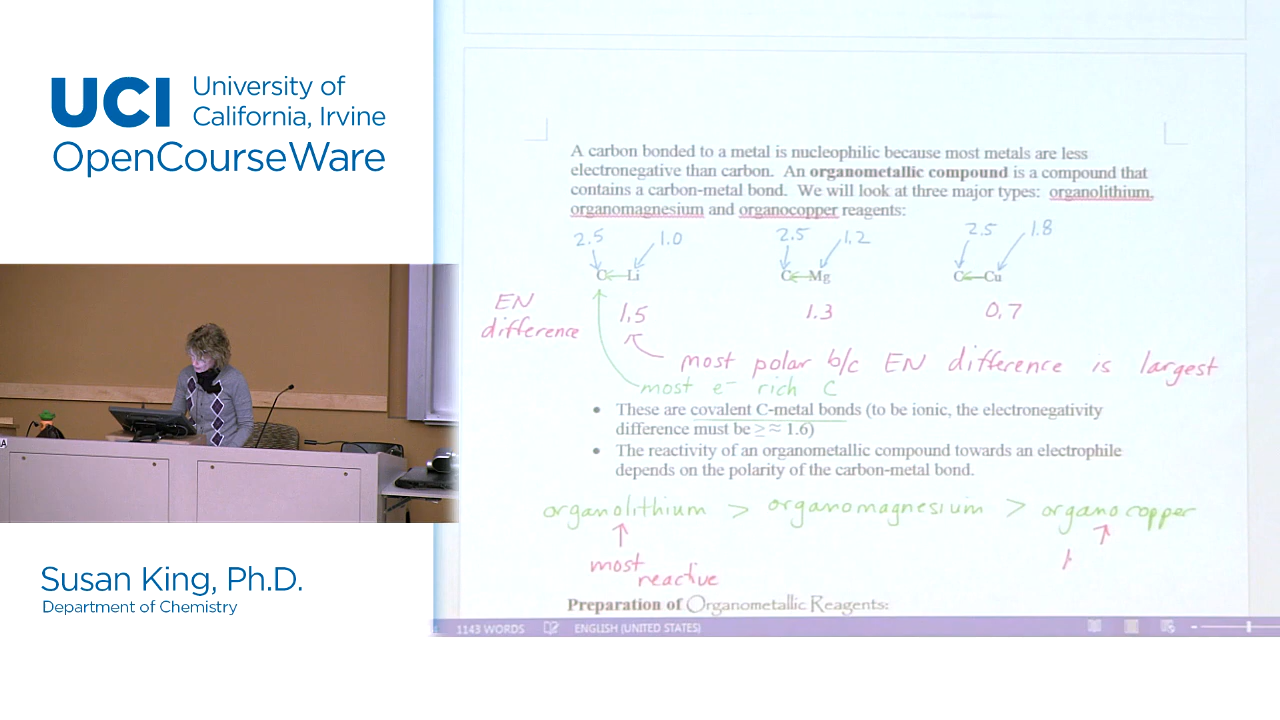 UCI University of
California, Irvine
OpenCourseWare
A carbon bonded to a metal is nucleophilic because most metals are less
electronegative than carbon. An organometallic compound is a compound that
contains a carbon-metal bond. We will look at three major types: organolithium,
organomagnesium and organocopper reagents:
2.5 1.0 2.5 1.2 2.5 1.8
C Li C Mg C Cu
EN
difference
1.5 1.3 0.7
most polar b/c EN difference is largest
most e⁻ rich C
• These are covalent C-metal bonds (to be ionic, the electronegativity
difference must be ≥≈ 1.6)
• The reactivity of an organometallic compound towards an electrophile
depends on the polarity of the carbon-metal bond.
organolithium > organomagnesium > organocopper
most
reactive
Preparation of Organometallic Reagents:
1143 WORDS ENGLISH (UNITED STATES)
A
Susan King, Ph.D.
Department of Chemistry